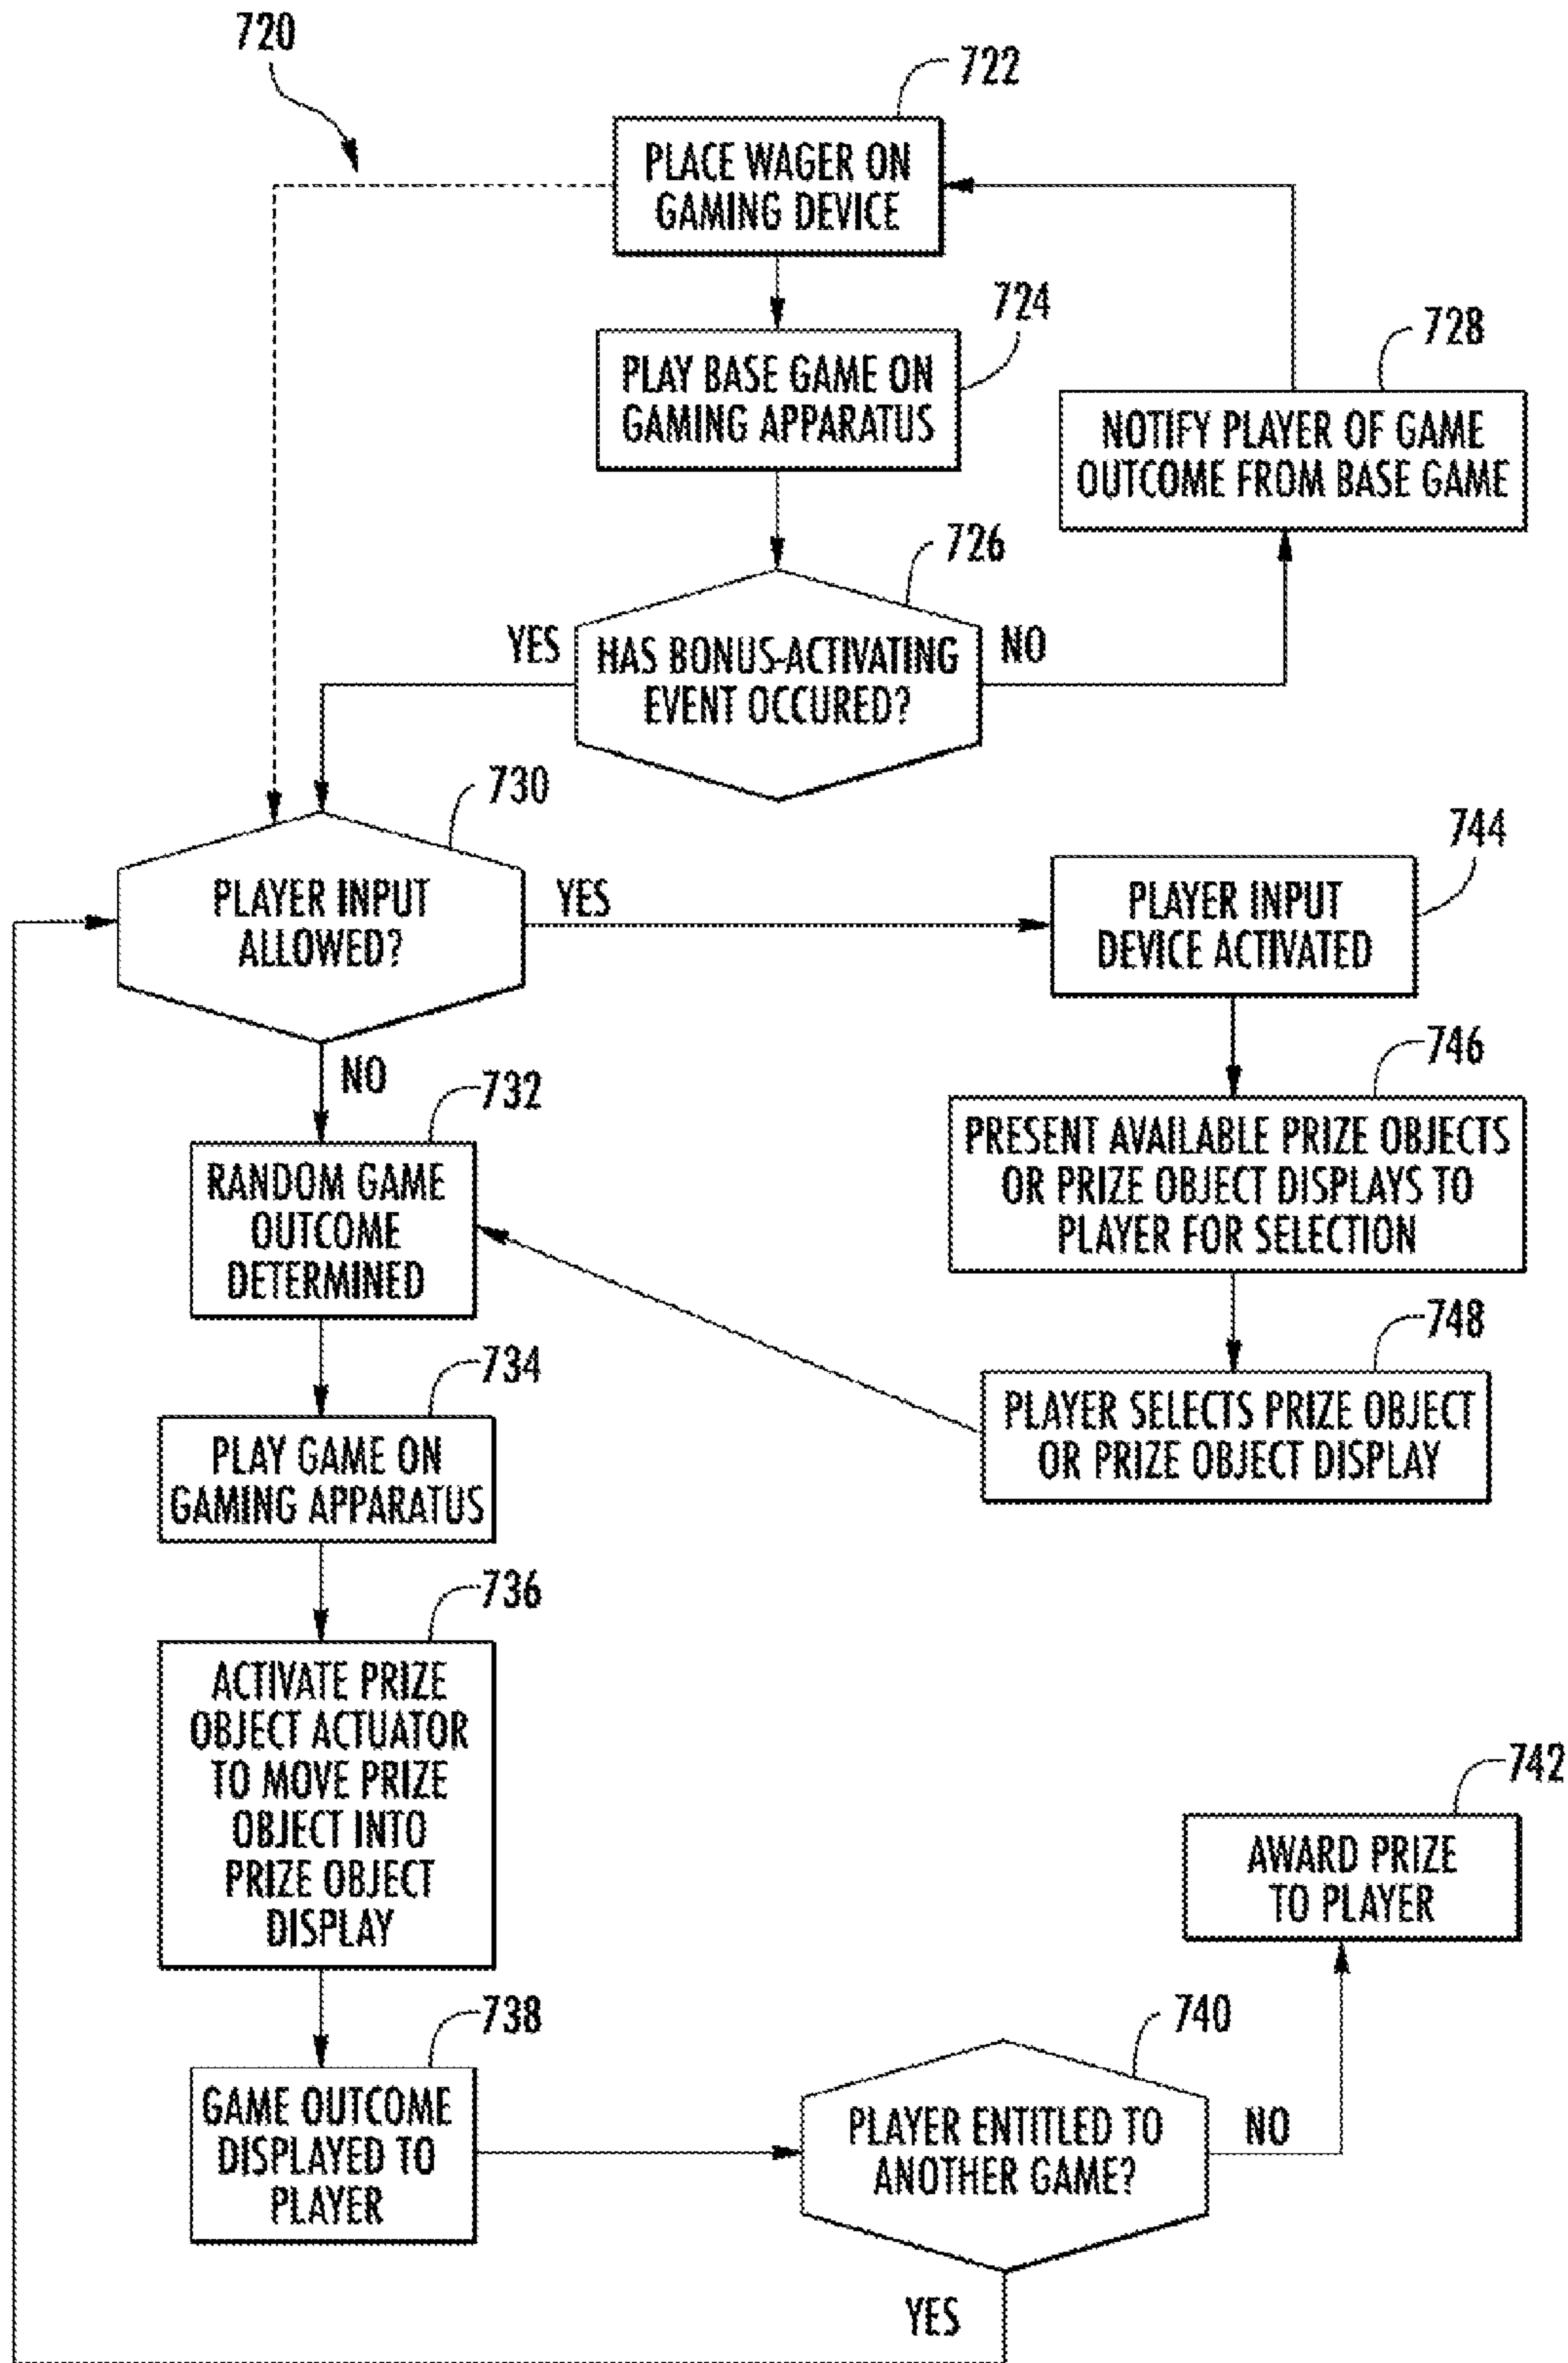 720
722
PLACE WAGER ON
GAMING DEVICE
724
PLAY BASE GAME ON
GAMING APPARATUS
728
NOTIFY PLAYER OF GAME
OUTCOME FROM BASE GAME
726
YES
HAS BONUS-ACTIVATING
EVENT OCCURED?
NO
730
PLAYER INPUT
ALLOWED?
YES
744
PLAYER INPUT
DEVICE ACTIVATED
NO
732
RANDOM GAME
OUTCOME
DETERMINED
746
PRESENT AVAILABLE PRIZE OBJECTS
OR PRIZE OBJECT DISPLAYS TO
PLAYER FOR SELECTION
748
PLAYER SELECTS PRIZE OBJECT
OR PRIZE OBJECT DISPLAY
734
PLAY GAME ON
GAMING APPARATUS
736
ACTIVATE PRIZE
OBJECT ACTUATOR
TO MOVE PRIZE
OBJECT INTO
PRIZE OBJECT
DISPLAY
742
AWARD PRIZE
TO PLAYER
738
GAME OUTCOME
DISPLAYED TO
PLAYER
740
PLAYER ENTITLED TO
ANOTHER GAME?
NO
YES